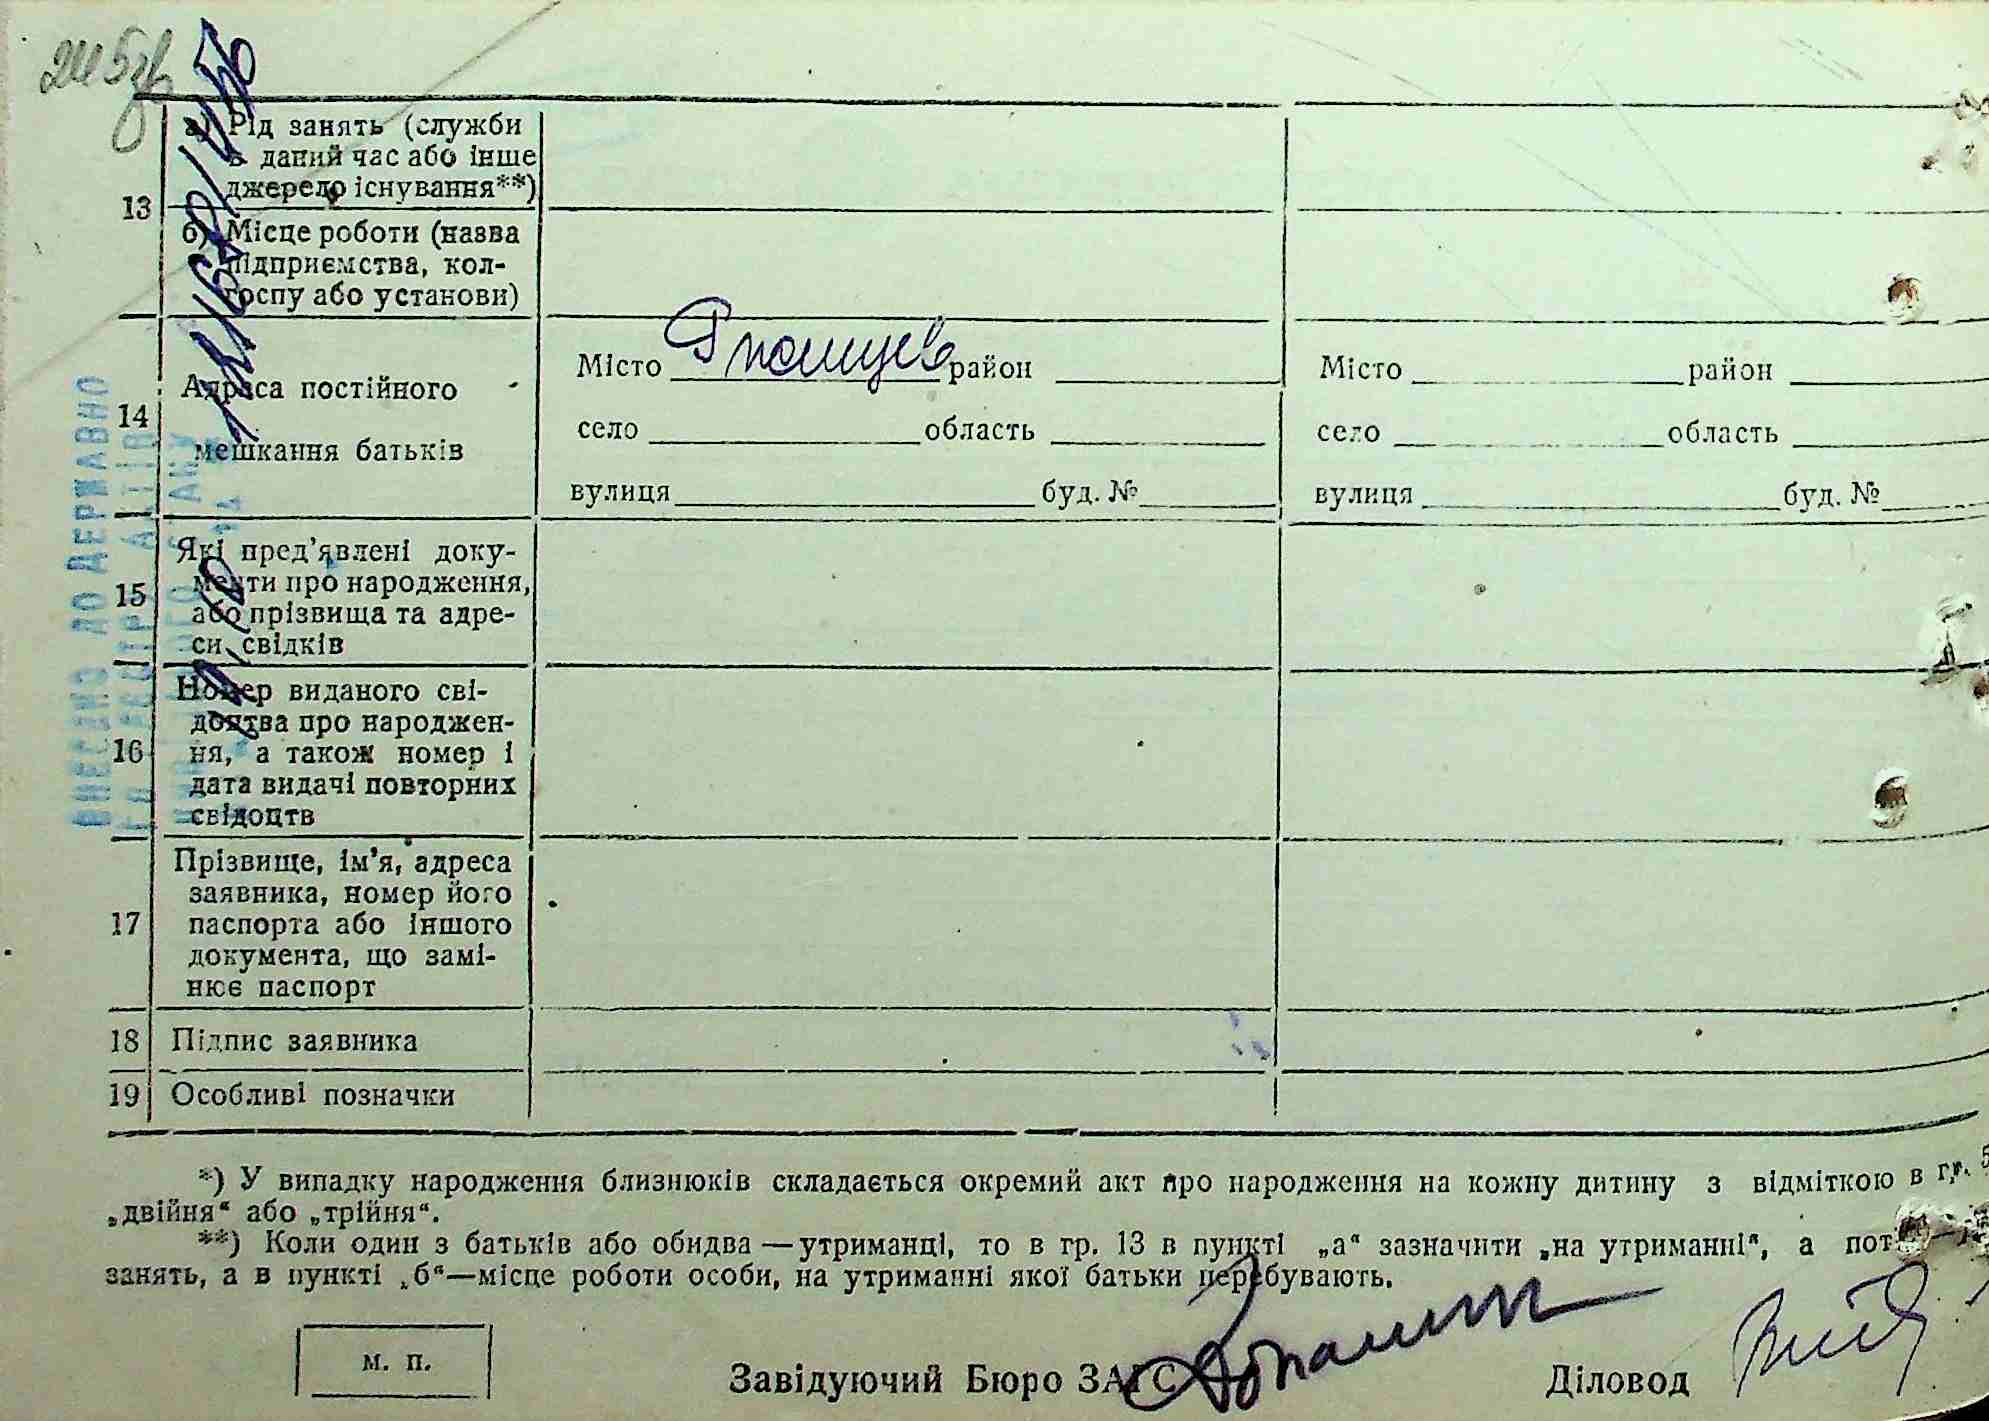 13
а) Рід занять (служби
в даний час або інше
джерело існування**)
б) Місце роботи (назва
підприємства, кол-
госпу або установи)
14
Адреса постійного
мешкання батьків
Місто район
село область
вулиця буд. №
Місто район
село область
вулиця буд. №
15
Які пред’явлені доку-
менти про народження,
або прізвища та адре-
си свідків
16
Номер виданого сві-
доцтва про народжен-
ня, а також номер і
дата видачі повторних
свідоцтв
17
Прізвище, ім’я, адреса
заявника, номер його
паспорта або іншого
документа, що замі-
нює паспорт
18 Підпис заявника
19 Особливі позначки
*) У випадку народження близнюків складається окремий акт про народження на кожну дитину з відміткою в гр. 5
„двійня“ або „трійня“.
**) Коли один з батьків або обидва — утриманці, то в гр. 13 в пункті „а“ зазначити „на утриманні“, а пот
занять, а в пункті „б“—місце роботи особи, на утриманні якої батьки перебувають.
м. п.
Завідуючий Бюро ЗАГС
Діловод
ВНЕСЕНО ДО ДЕРЖАВНО